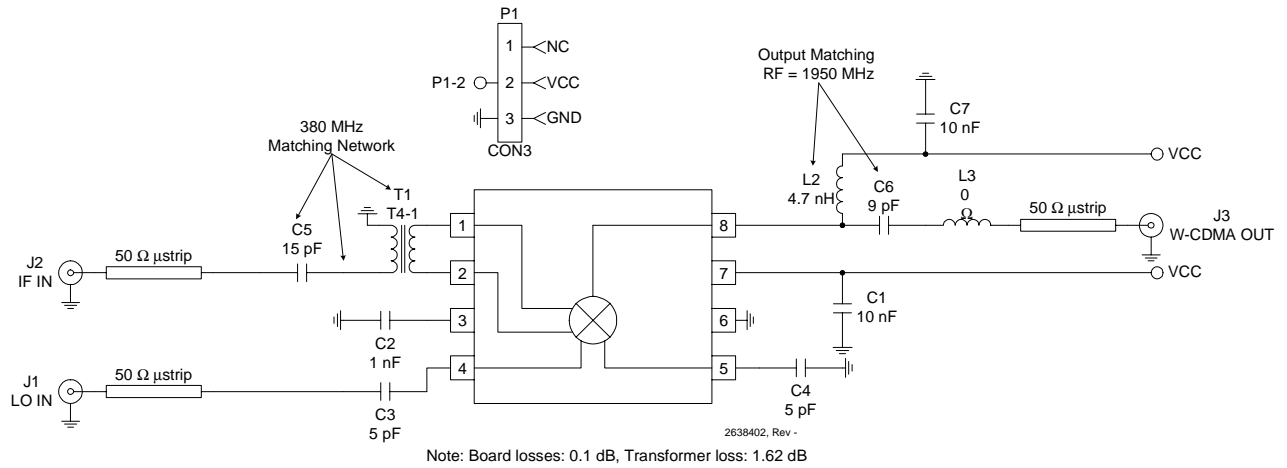 P1
1
NC
P1-2
2
VCC
3
GND
CON3
Output Matching
RF = 1950 MHz
C7
10 nF
VCC
380 MHz
Matching Network
T1
T4-1
L2
4.7 nH
C6
9 pF
L3
0
Ω
50 Ω μstrip
J3
W-CDMA OUT
C5
15 pF
1
8
J2
IF IN
50 Ω μstrip
2
7
VCC
C1
10 nF
3
6
C2
1 nF
J1
LO IN
50 Ω μstrip
4
5
C3
5 pF
C4
5 pF
2638402, Rev -
Note: Board losses: 0.1 dB, Transformer loss: 1.62 dB